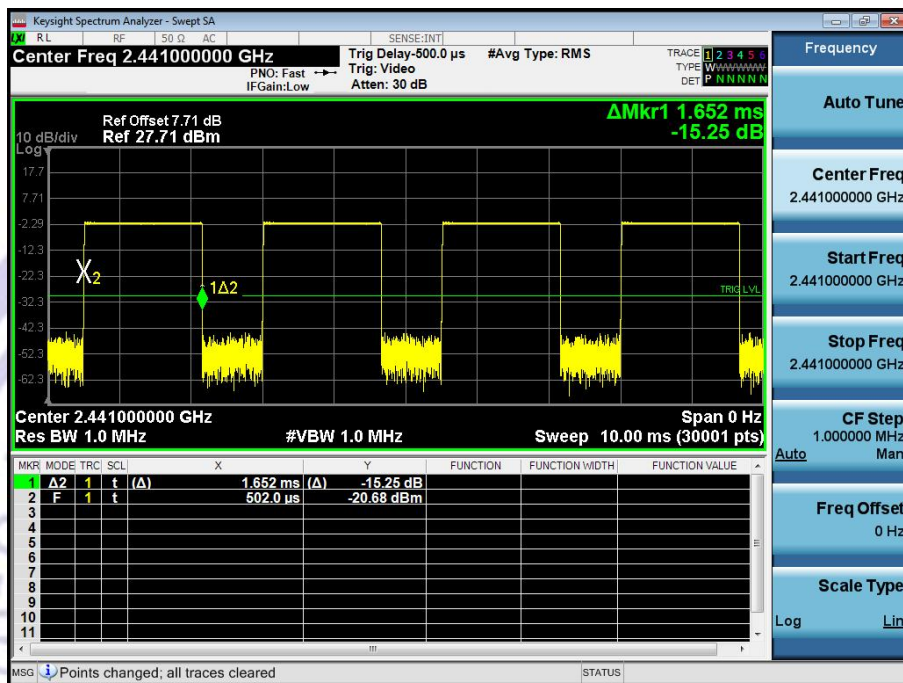 Keysight Spectrum Analyzer - Swept SA
LXI RL RF 50 Ω AC SENSE:INT
Center Freq 2.441000000 GHz
PNO: Fast
IFGain:Low
Trig Delay-500.0 µs
Trig: Video
Atten: 30 dB
#Avg Type: RMS
TRACE 1 2 3 4 5 6
TYPE WWWWWWW
DET P N N N N N
Frequency
Auto Tune
Center Freq
2.441000000 GHz
Start Freq
2.441000000 GHz
Stop Freq
2.441000000 GHz
CF Step
1.000000 MHz
Auto Man
Freq Offset
0 Hz
Scale Type
Log Lin
ΔMkr1 1.652 ms
-15.25 dB
Ref Offset 7.71 dB
10 dB/div Ref 27.71 dBm
Log
17.7
7.71
-2.29
-12.3
-22.3
-32.3
-42.3
-52.3
-62.3
X2
1Δ2
TRIG LVL
Center 2.441000000 GHz Span 0 Hz
Res BW 1.0 MHz #VBW 1.0 MHz Sweep 10.00 ms (30001 pts)
MKR MODE TRC SCL X Y FUNCTION FUNCTION WIDTH FUNCTION VALUE
1 Δ2 1 t (Δ) 1.652 ms (Δ) -15.25 dB
2 F 1 t 502.0 µs -20.68 dBm
3
4
5
6
7
8
9
10
11
MSG Points changed; all traces cleared STATUS